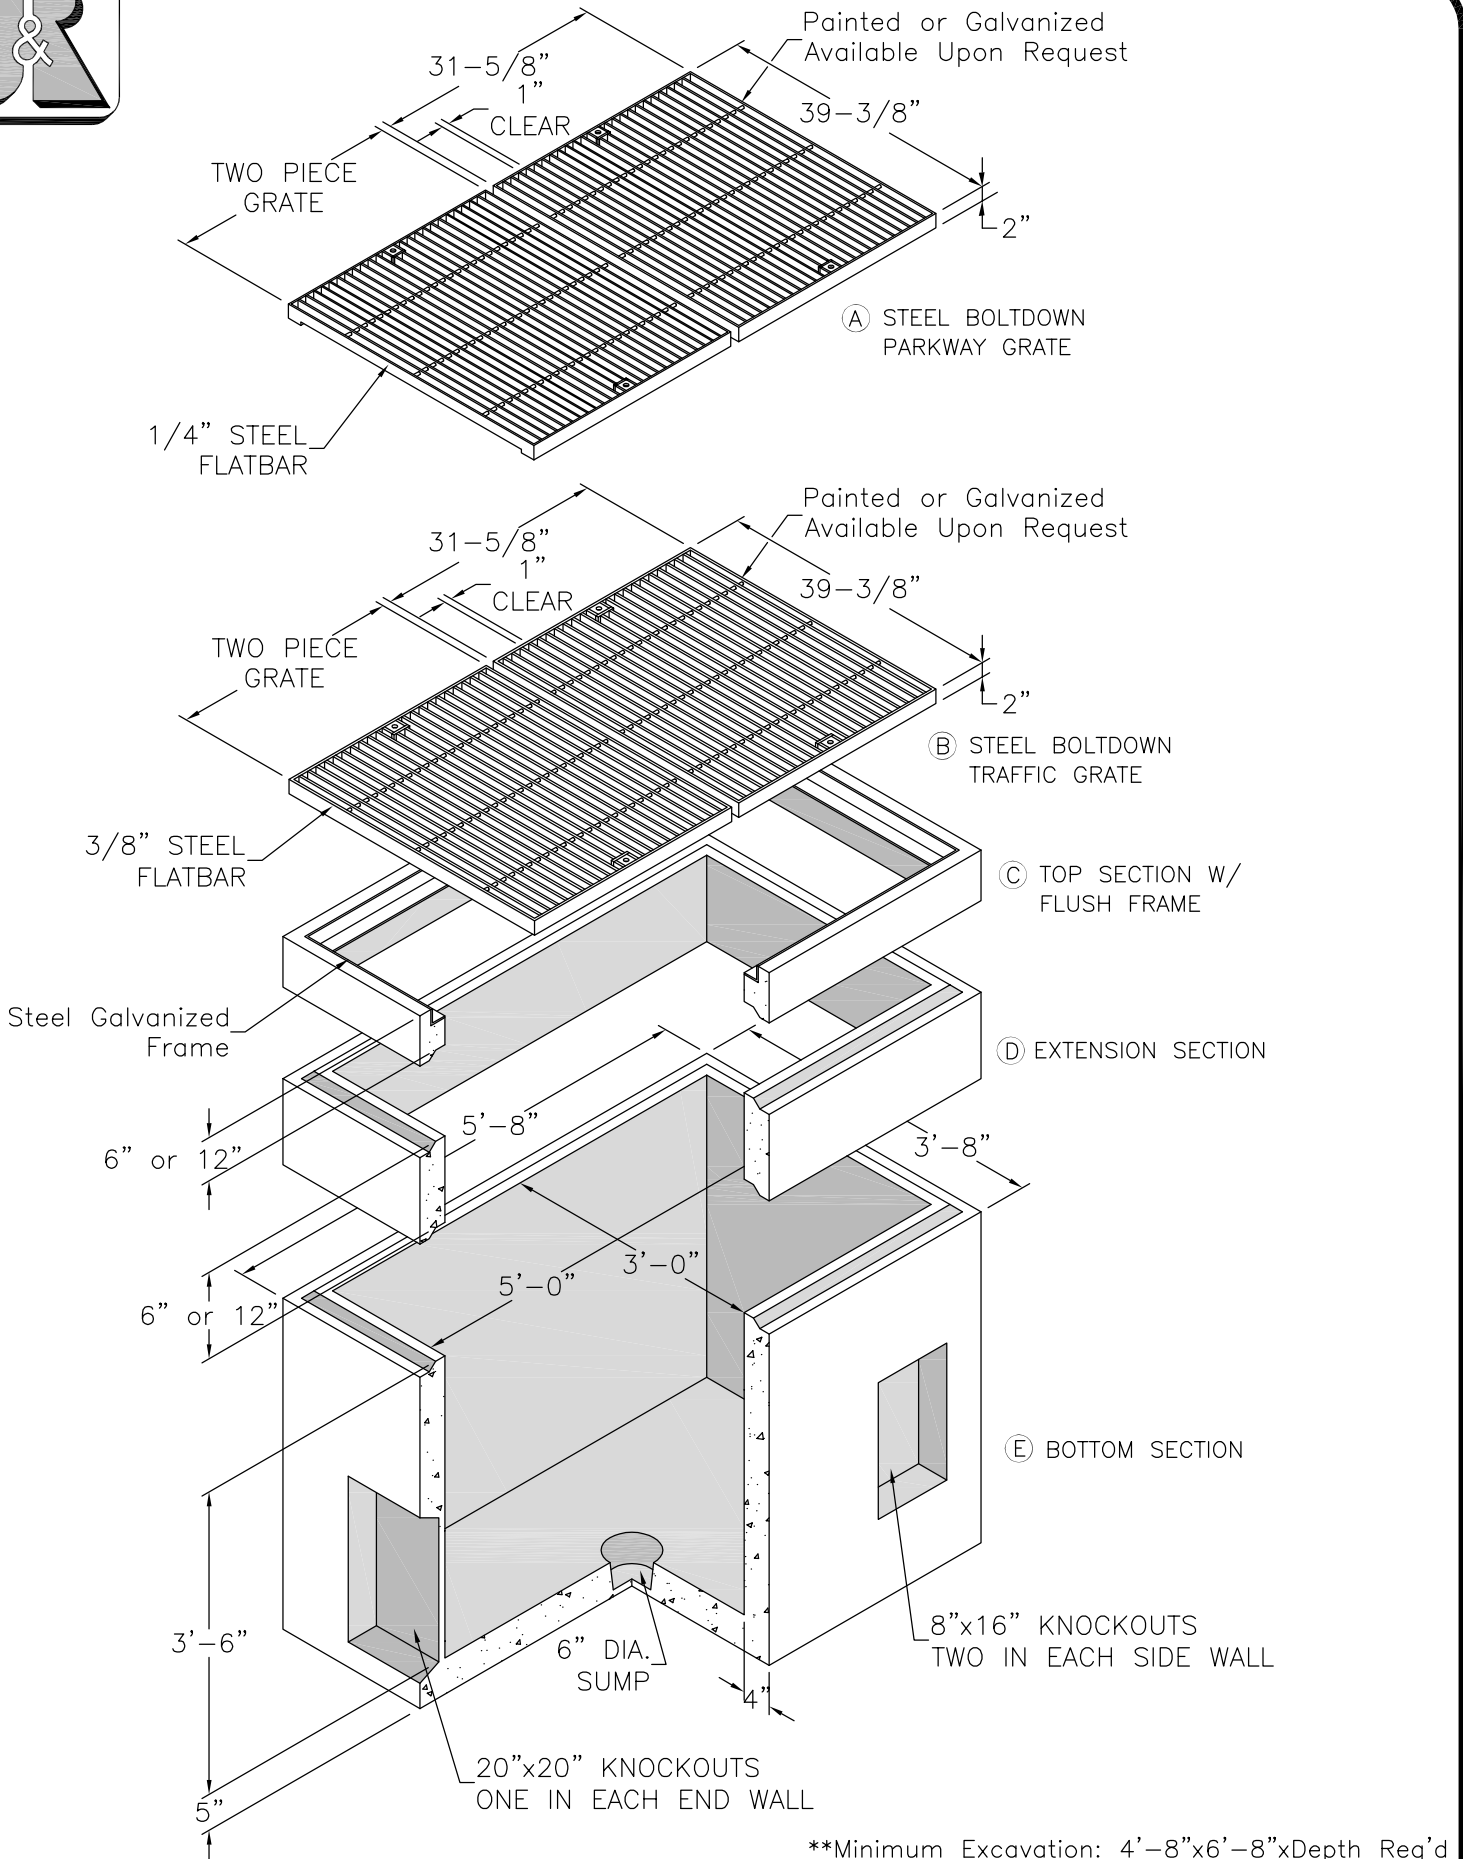 &R
Painted or Galvanized
Available Upon Request
31-5/8"
1"
CLEAR
39-3/8"
TWO PIECE
GRATE
2"
Ⓐ STEEL BOLTDOWN
PARKWAY GRATE
1/4" STEEL
FLATBAR
Painted or Galvanized
Available Upon Request
31-5/8"
1"
CLEAR
39-3/8"
TWO PIECE
GRATE
2"
Ⓑ STEEL BOLTDOWN
TRAFFIC GRATE
3/8" STEEL
FLATBAR
Ⓒ TOP SECTION W/
FLUSH FRAME
Steel Galvanized
Frame
Ⓓ EXTENSION SECTION
5'-8"
3'-8"
6" or 12"
3'-0"
5'-0"
6" or 12"
Ⓔ BOTTOM SECTION
3'-6"
6" DIA.
SUMP
8"x16" KNOCKOUTS
TWO IN EACH SIDE WALL
4"
20"x20" KNOCKOUTS
ONE IN EACH END WALL
5"
**Minimum Excavation: 4'-8"x6'-8"xDepth Req'd